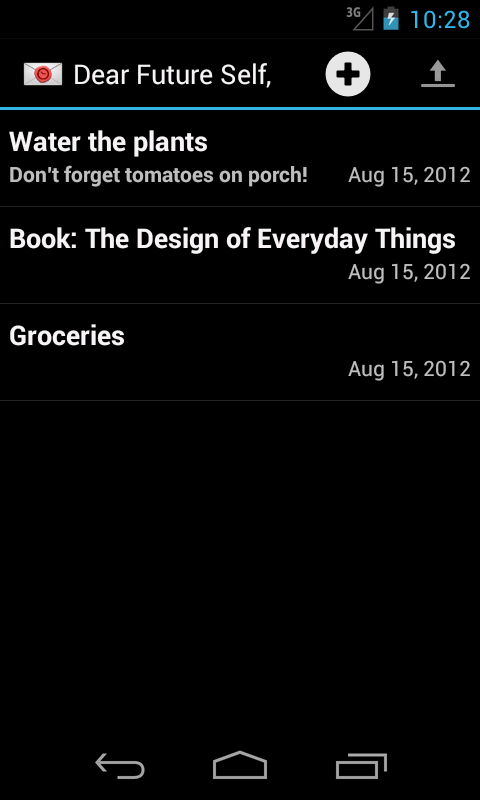 3G 10:28
Dear Future Self,
Water the plants
Don't forget tomatoes on porch! Aug 15, 2012
Book: The Design of Everyday Things
Aug 15, 2012
Groceries
Aug 15, 2012